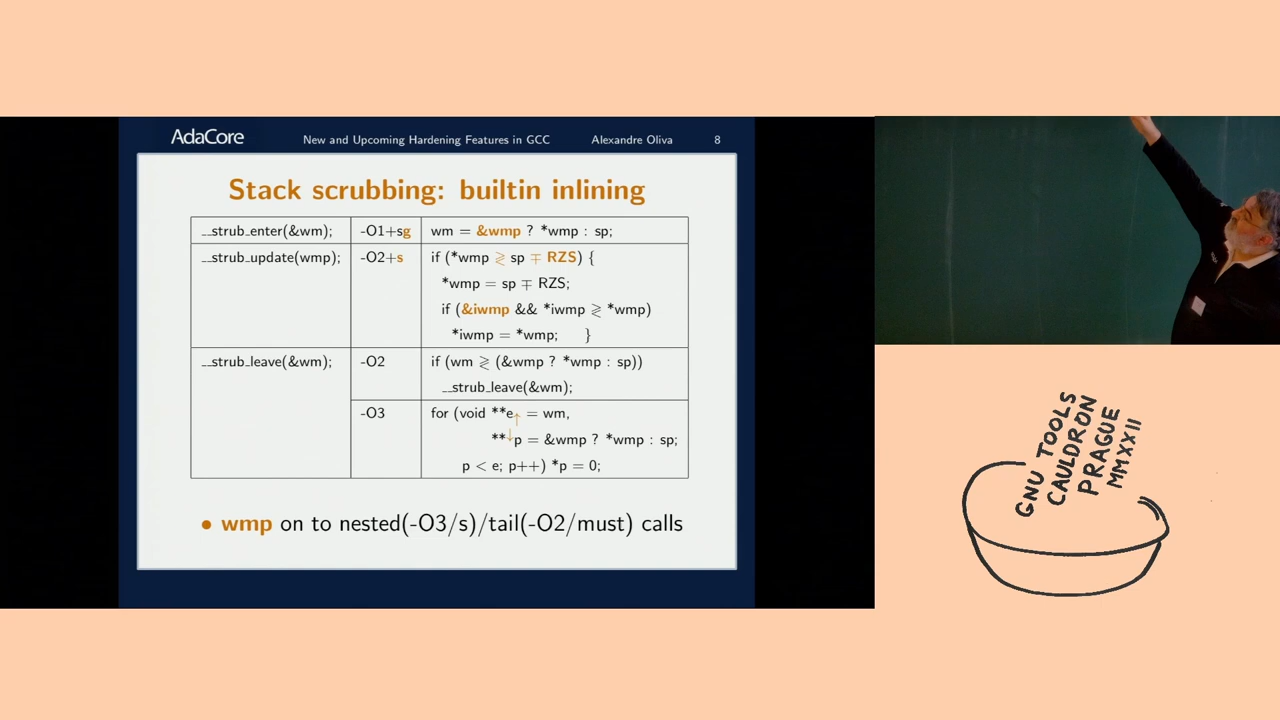 AdaCore New and Upcoming Hardening Features in GCC Alexandre Oliva 8
Stack scrubbing: builtin inlining
__strub_enter(&wm); -O1+sg wm = &wmp ? *wmp : sp;
__strub_update(wmp); -O2+s if (*wmp ≷ sp ∓ RZS) {
*wmp = sp ∓ RZS;
if (&iwmp && *iwmp ≷ *wmp)
*iwmp = *wmp; }
__strub_leave(&wm); -O2 if (wm ≷ (&wmp ? *wmp : sp))
__strub_leave(&wm);
-O3 for (void **e↑ = wm,
**↓p = &wmp ? *wmp : sp;
p < e; p++) *p = 0;
• wmp on to nested(-O3/s)/tail(-O2/must) calls
GNU TOOLS
CAULDRON
PRAGUE
MMXXII